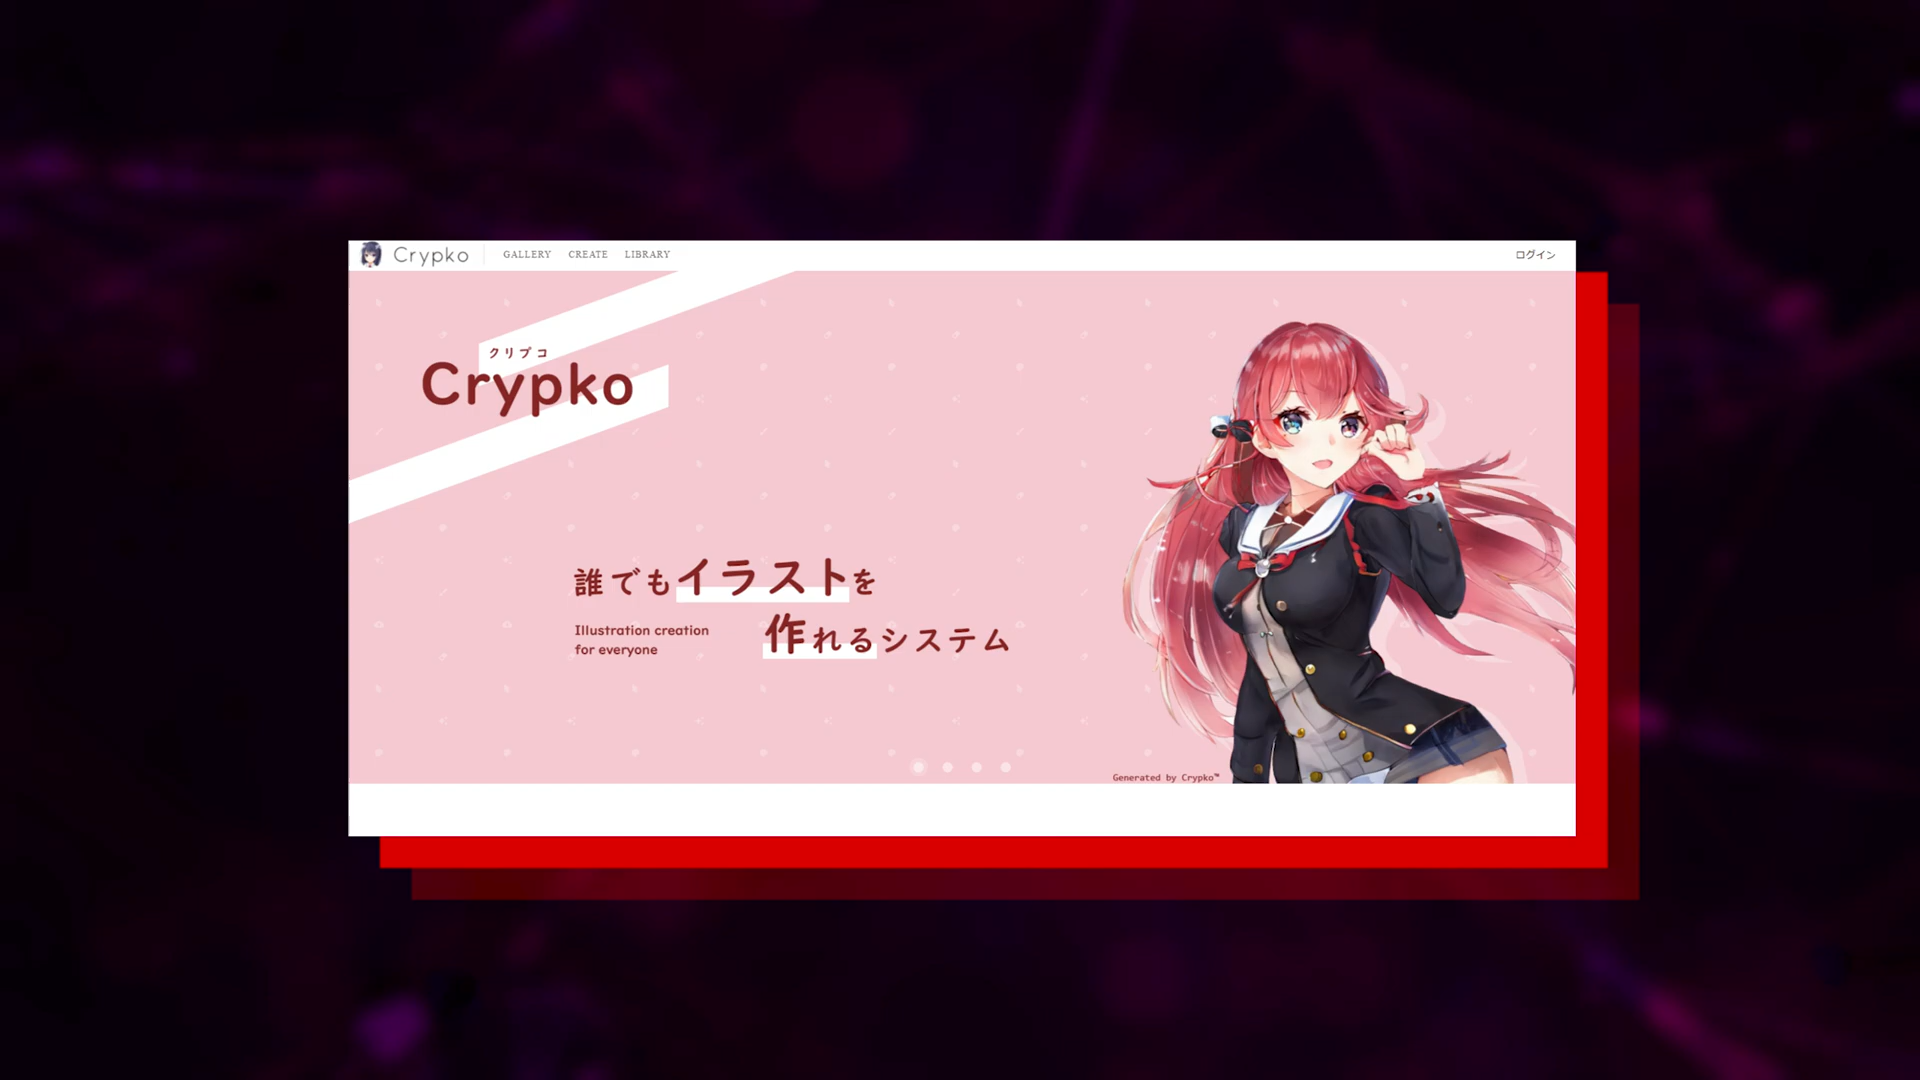 Crypko
GALLERY CREATE LIBRARY
ログイン
クリプコ
Crypko
誰でもイラストを
作れるシステム
Illustration creation
for everyone
Generated by Crypko™